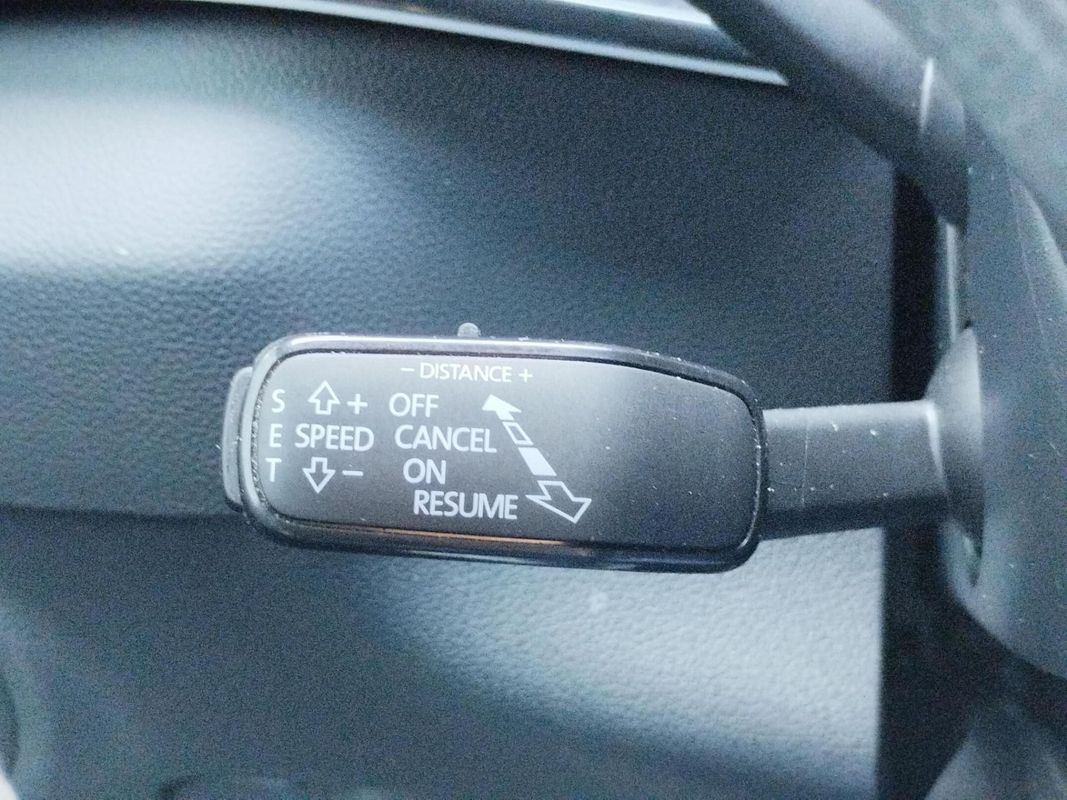 – DISTANCE +
S + OFF
E SPEED CANCEL
T – ON
RESUME